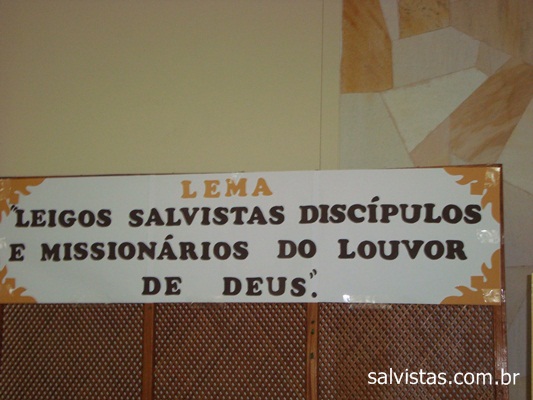 LEMA
"LEIGOS SALVISTAS DISCÍPULOS
E MISSIONÁRIOS DO LOUVOR
DE DEUS".
salvistas.com.br